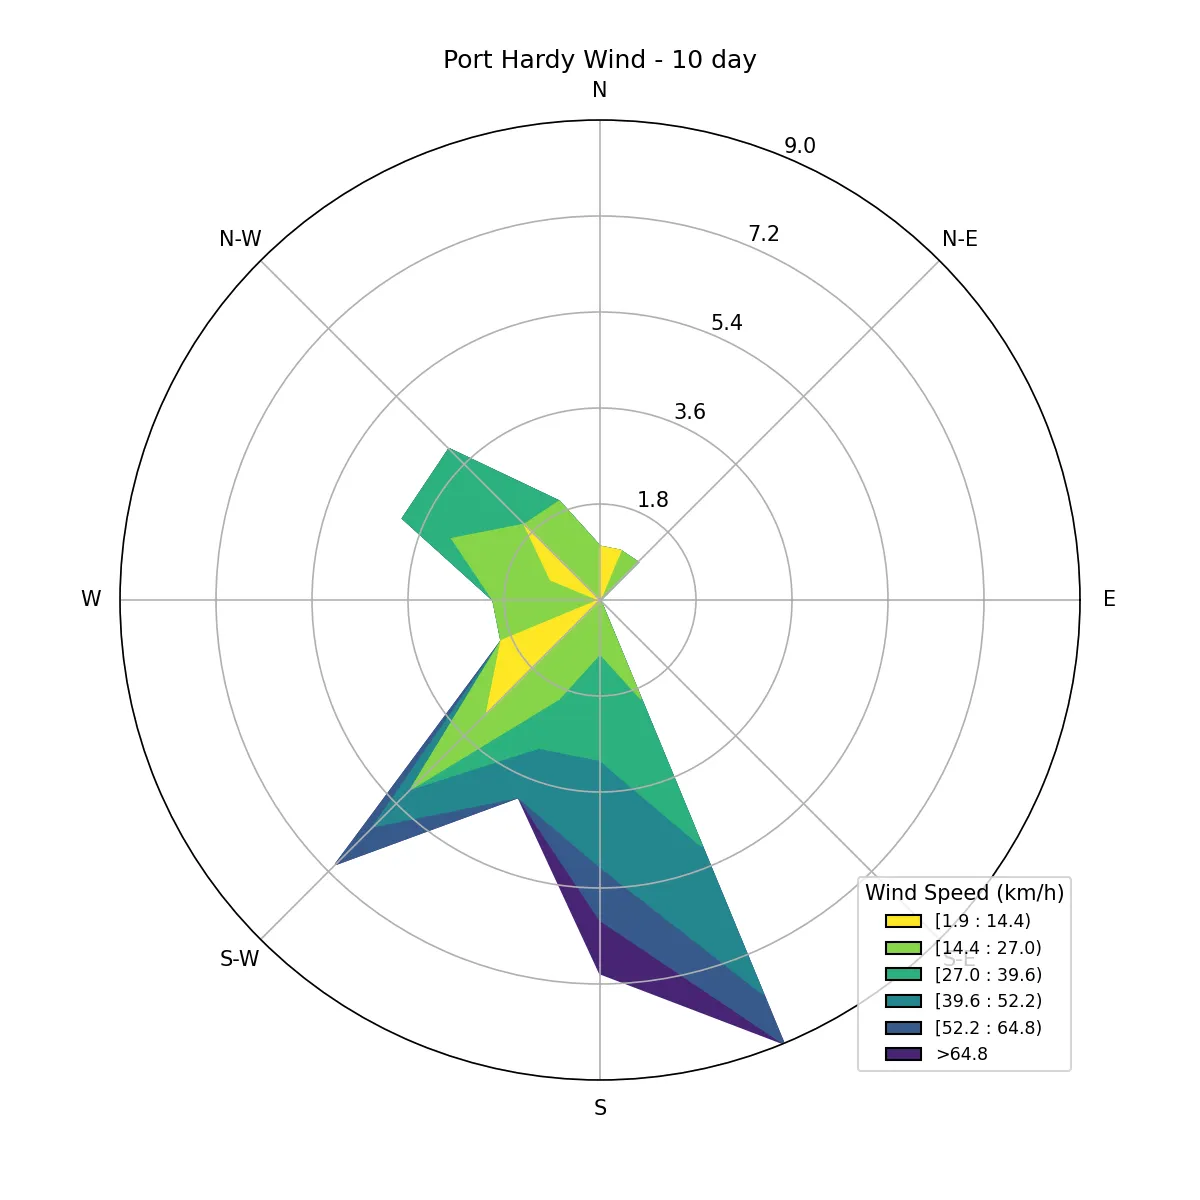 Port Hardy Wind - 10 day
N
9.0
N-W
7.2
N-E
5.4
3.6
1.8
W
E
Wind Speed (km/h)
[1.9 : 14.4)
[14.4 : 27.0)
[27.0 : 39.6)
[39.6 : 52.2)
[52.2 : 64.8)
>64.8
S-W
S-E
S